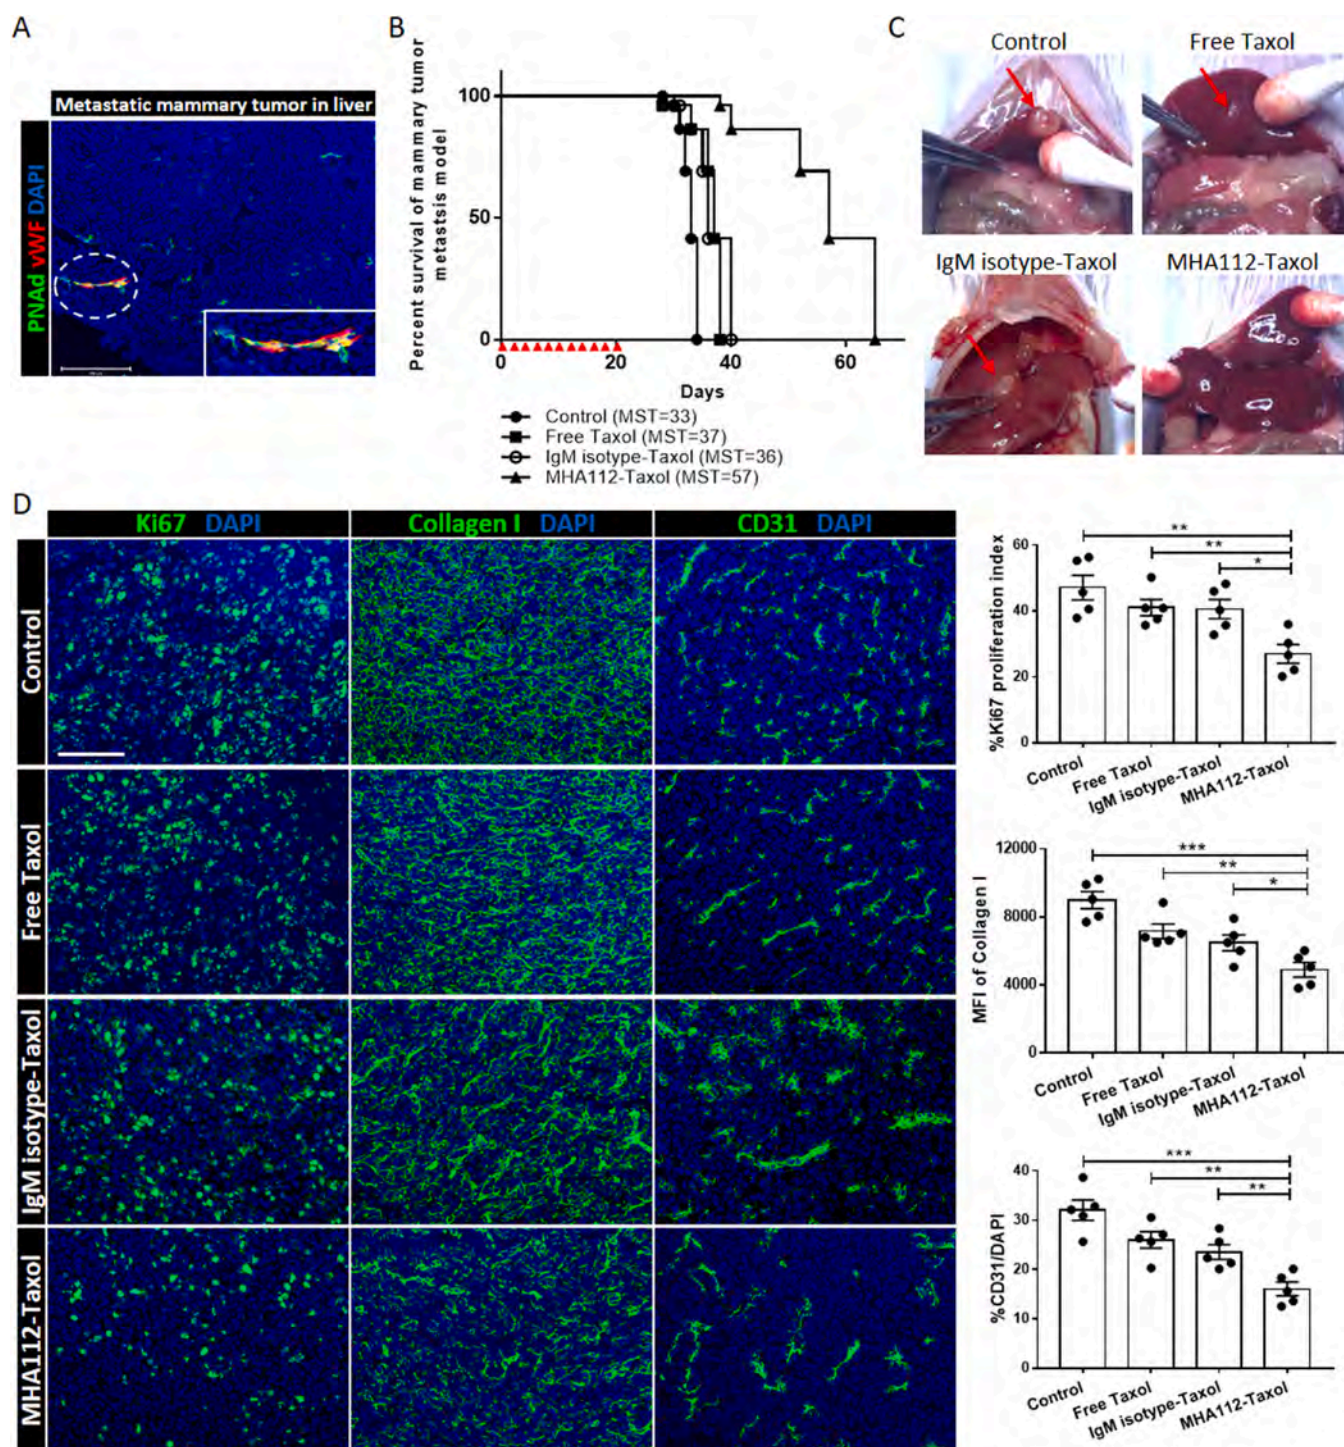 A
Metastatic mammary tumor in liver
PNAd vWF DAPI
B
Percent survival of mammary tumor
metastsis model
100
50
0
0
20
40
60
Days
Control (MST=33)
Free Taxol (MST=37)
IgM isotype-Taxol (MST=36)
MHA112-Taxol (MST=57)
C
Control
Free Taxol
IgM isotype-Taxol
MHA112-Taxol
D
Ki67 DAPI
Collagen I DAPI
CD31 DAPI
Control
Free Taxol
IgM isotype-Taxol
MHA112-Taxol
%Ki67 proliferation index
60
40
20
0
**
**
*
Control
Free Taxol
IgM isotype-Taxol
MHA112-Taxol
MFI of Collagen I
12000
8000
4000
0
***
**
*
Control
Free Taxol
IgM isotype-Taxol
MHA112-Taxol
%CD31/DAPI
40
30
20
10
0
***
**
**
Control
Free Taxol
IgM isotype-Taxol
MHA112-Taxol